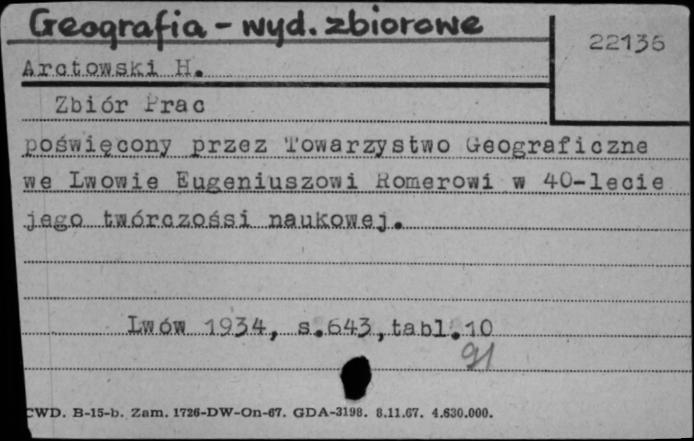 Geografia - wyd. zbiorowe
22136
Arctowski H.
Zbiór Prac
poświęcony przez Towarzystwo Geograficzne
we Lwowie Eugeniuszowi Romerowi w 40-lecie
jego twórczośsi naukowej.
Lwów 1934, s.643, tabl.10
91
CWD. B-15-b. Zam. 1726-DW-On-67. GDA-3198. 8.11.67. 4.630.000.